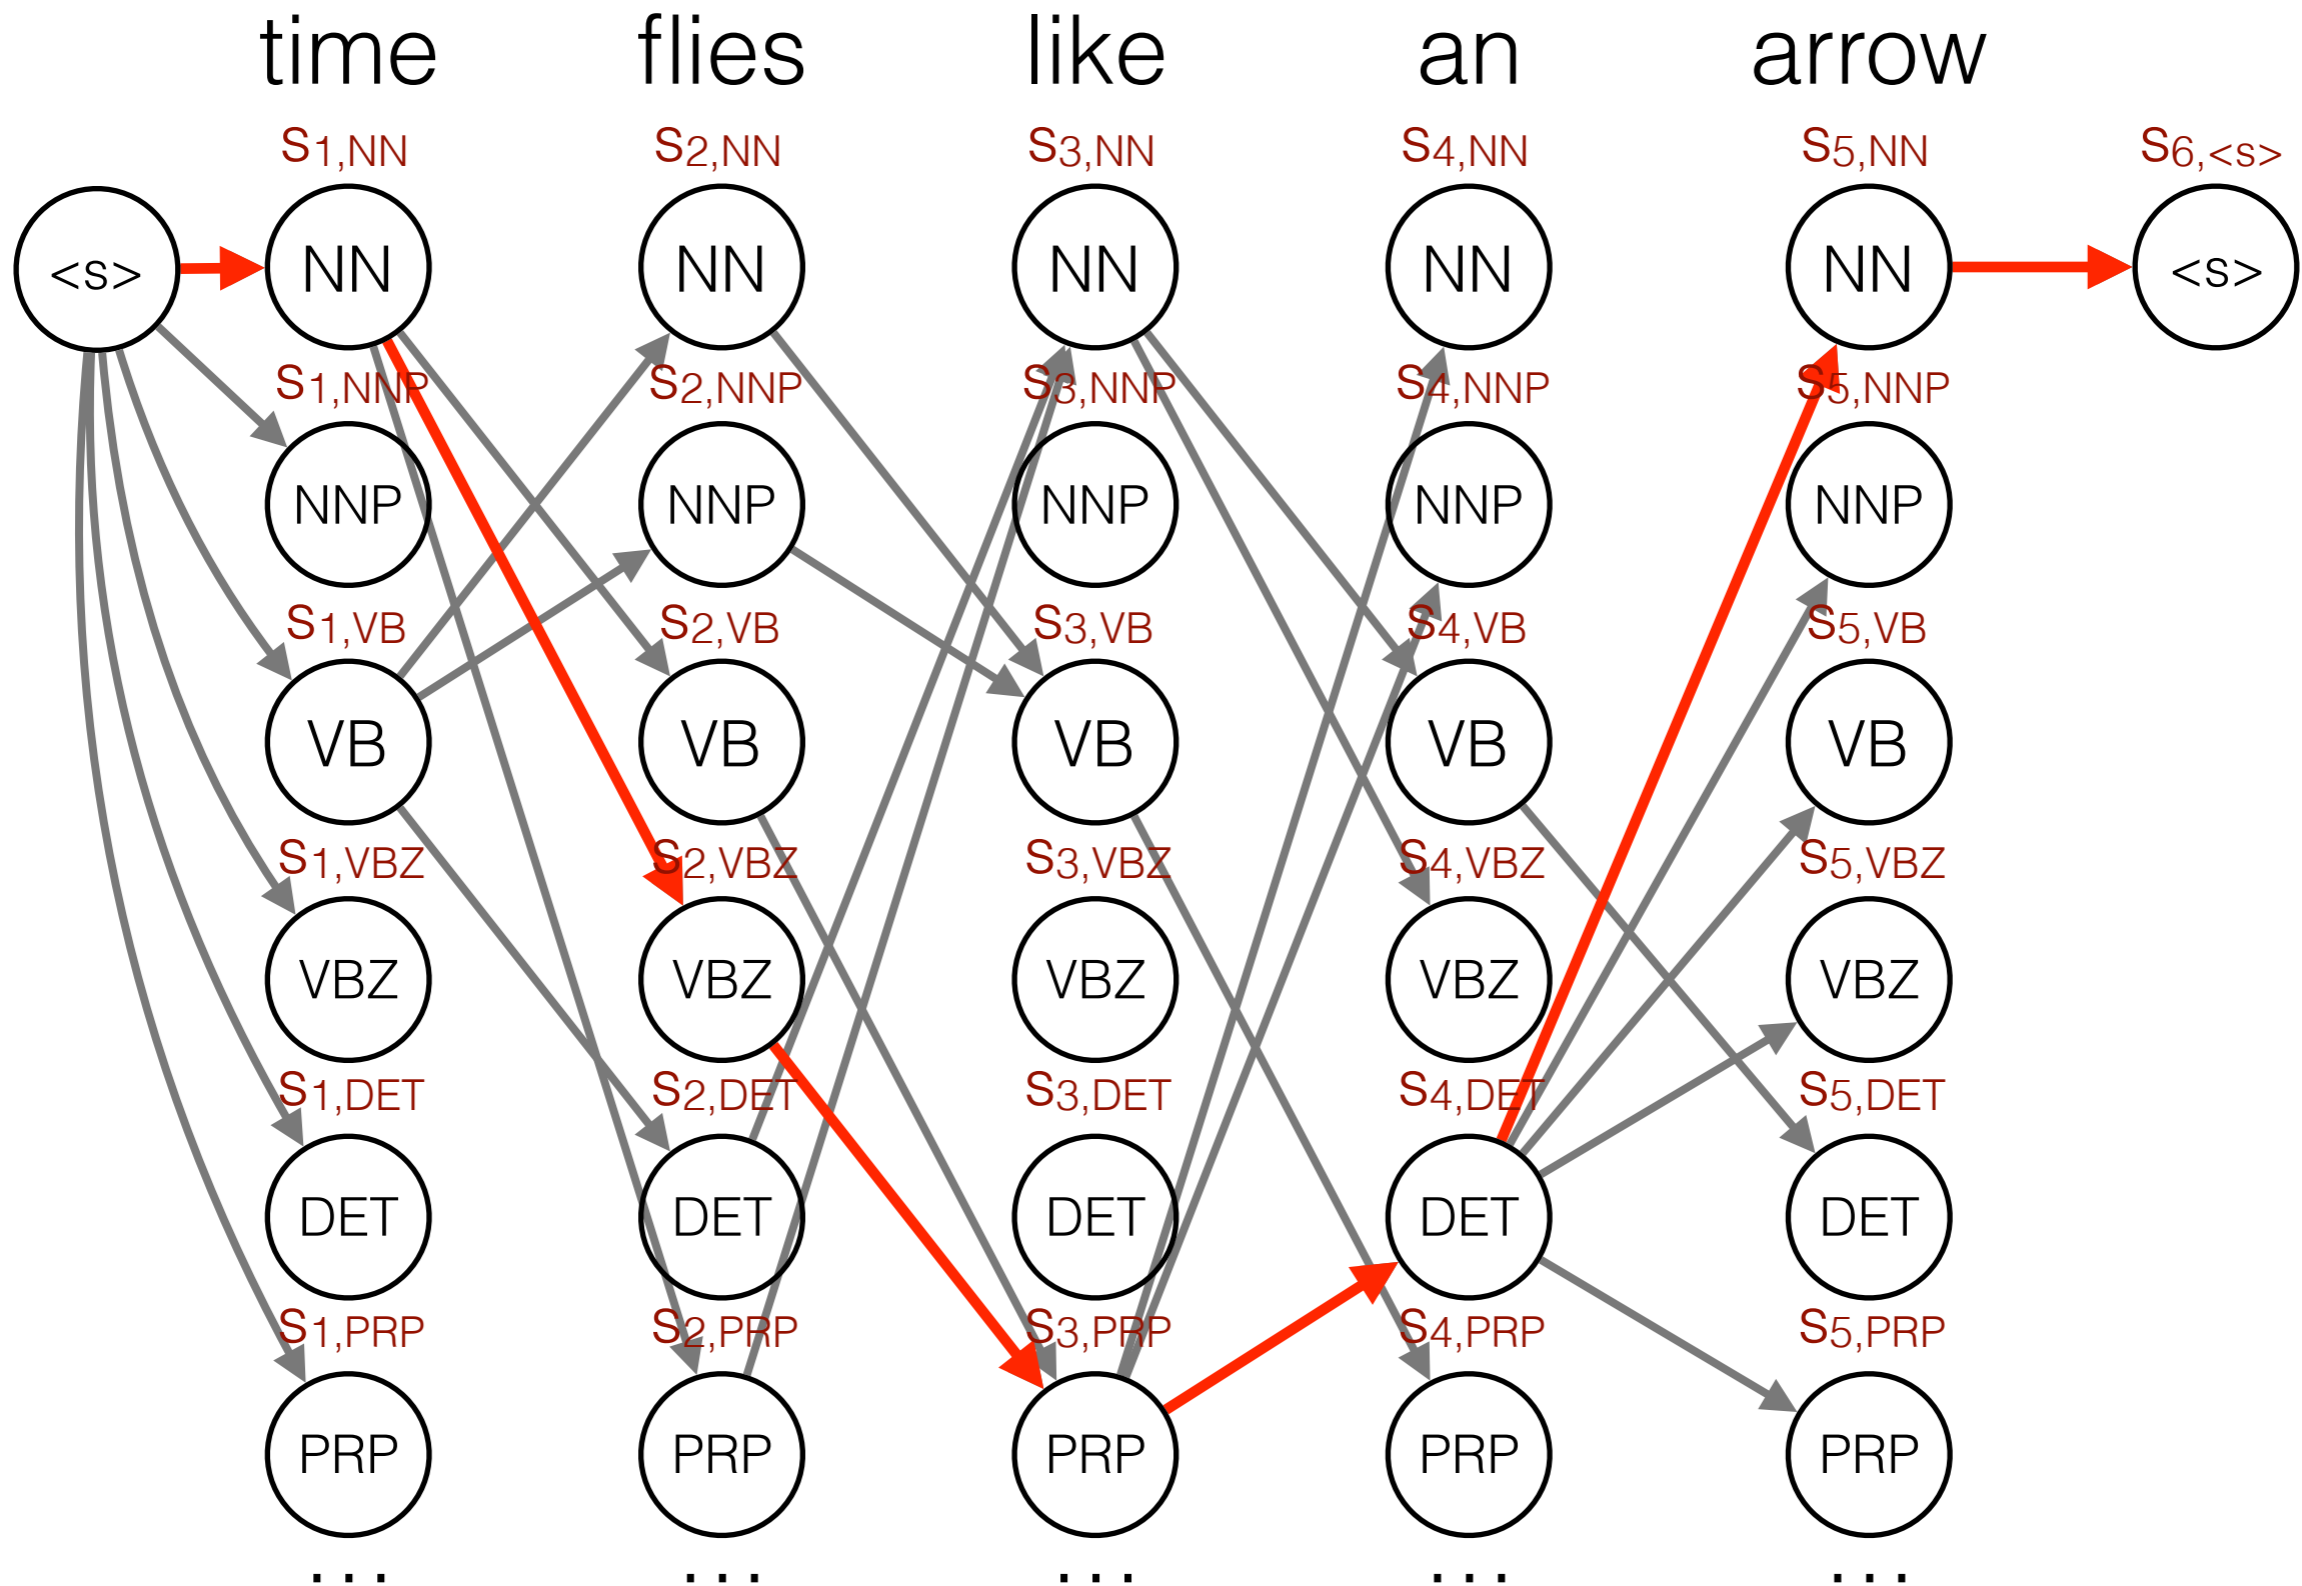 time flies like an arrow
s1,NN s2,NN s3,NN s4,NN s5,NN s6,<s>
<s> NN NN NN NN NN <s>
s1,NNP s2,NNP s3,NNP s4,NNP s5,NNP
NNP NNP NNP NNP NNP
s1,VB s2,VB s3,VB s4,VB s5,VB
VB VB VB VB VB
s1,VBZ s2,VBZ s3,VBZ s4,VBZ s5,VBZ
VBZ VBZ VBZ VBZ VBZ
s1,DET s2,DET s3,DET s4,DET s5,DET
DET DET DET DET DET
s1,PRP s2,PRP s3,PRP s4,PRP s5,PRP
PRP PRP PRP PRP PRP
... ... ... ... ...